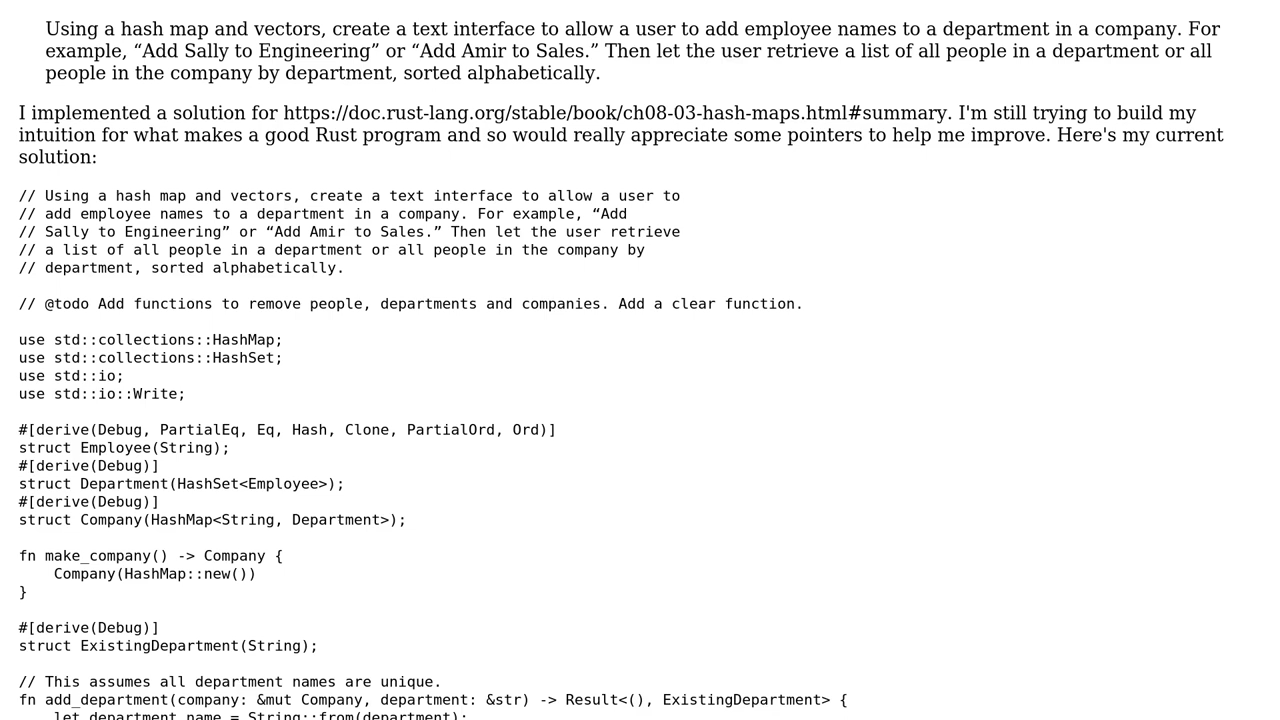 Using a hash map and vectors, create a text interface to allow a user to add employee names to a department in a company. For
example, “Add Sally to Engineering” or “Add Amir to Sales.” Then let the user retrieve a list of all people in a department or all
people in the company by department, sorted alphabetically.
I implemented a solution for https://doc.rust-lang.org/stable/book/ch08-03-hash-maps.html#summary. I'm still trying to build my
intuition for what makes a good Rust program and so would really appreciate some pointers to help me improve. Here's my current
solution:
// Using a hash map and vectors, create a text interface to allow a user to
// add employee names to a department in a company. For example, “Add
// Sally to Engineering” or “Add Amir to Sales.” Then let the user retrieve
// a list of all people in a department or all people in the company by
// department, sorted alphabetically.
// @todo Add functions to remove people, departments and companies. Add a clear function.
use std::collections::HashMap;
use std::collections::HashSet;
use std::io;
use std::io::Write;
#[derive(Debug, PartialEq, Eq, Hash, Clone, PartialOrd, Ord)]
struct Employee(String);
#[derive(Debug)]
struct Department(HashSet<Employee>);
#[derive(Debug)]
struct Company(HashMap<String, Department>);
fn make_company() -> Company {
    Company(HashMap::new())
}
#[derive(Debug)]
struct ExistingDepartment(String);
// This assumes all department names are unique.
fn add_department(company: &mut Company, department: &str) -> Result<(), ExistingDepartment> {
    let department_name = String::from(department);